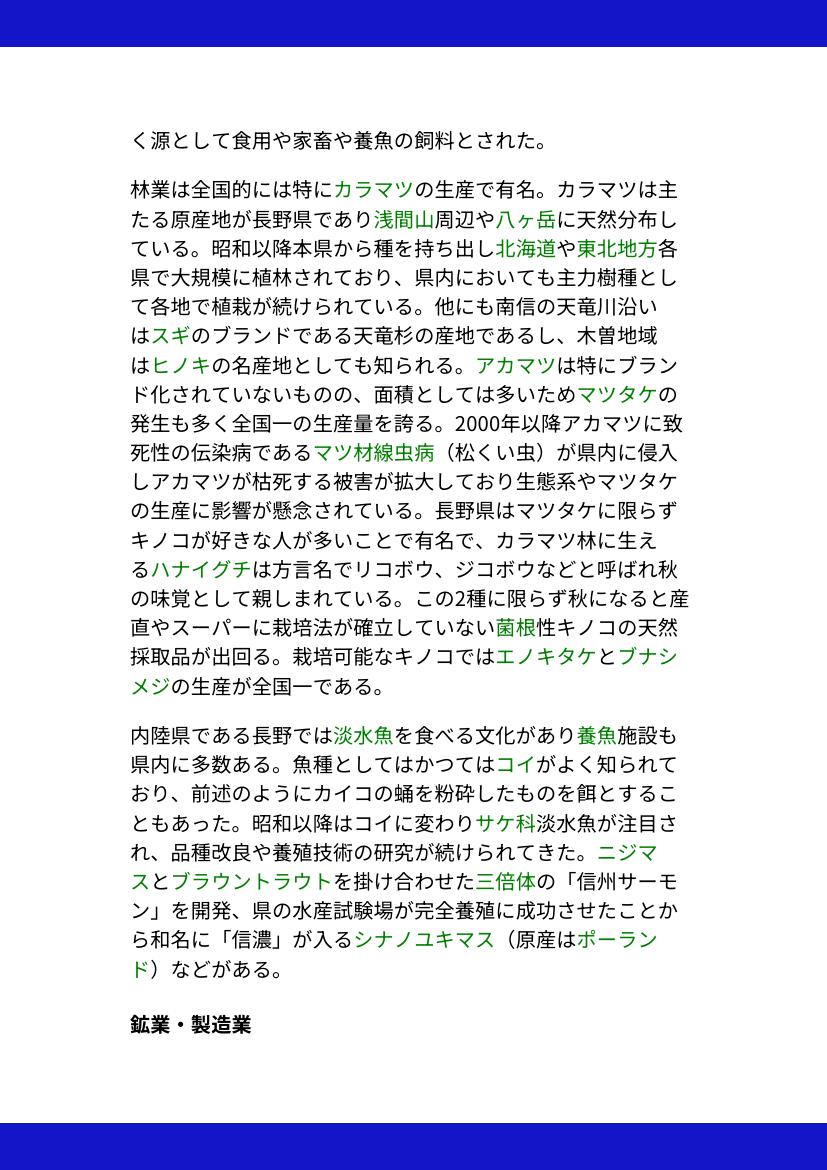 く源として食用や家畜や養魚の飼料とされた。
林業は全国的には特にカラマツの生産で有名。カラマツは主
たる原産地が長野県であり浅間山周辺や八ヶ岳に天然分布し
ている。昭和以降本県から種を持ち出し北海道や東北地方各
県で大規模に植林されており、県内においても主力樹種とし
て各地で植栽が続けられている。他にも南信の天竜川沿い
はスギのブランドである天竜杉の産地であるし、木曽地域
はヒノキの名産地としても知られる。アカマツは特にブラン
ド化されていないものの、面積としては多いためマツタケの
発生も多く全国一の生産量を誇る。2000年以降アカマツに致
死性の伝染病であるマツ材線虫病（松くい虫）が県内に侵入
しアカマツが枯死する被害が拡大しており生態系やマツタケ
の生産に影響が懸念されている。長野県はマツタケに限らず
キノコが好きな人が多いことで有名で、カラマツ林に生え
るハナイグチは方言名でリコボウ、ジコボウなどと呼ばれ秋
の味覚として親しまれている。この2種に限らず秋になると産
直やスーパーに栽培法が確立していない菌根性キノコの天然
採取品が出回る。栽培可能なキノコではエノキタケとブナシ
メジの生産が全国一である。
内陸県である長野では淡水魚を食べる文化があり養魚施設も
県内に多数ある。魚種としてはかつてはコイがよく知られて
おり、前述のようにカイコの蛹を粉砕したものを餌とするこ
ともあった。昭和以降はコイに変わりサケ科淡水魚が注目さ
れ、品種改良や養殖技術の研究が続けられてきた。ニジマ
スとブラウントラウトを掛け合わせた三倍体の「信州サーモ
ン」を開発、県の水産試験場が完全養殖に成功させたことか
ら和名に「信濃」が入るシナノユキマス（原産はポーラン
ド）などがある。
鉱業・製造業